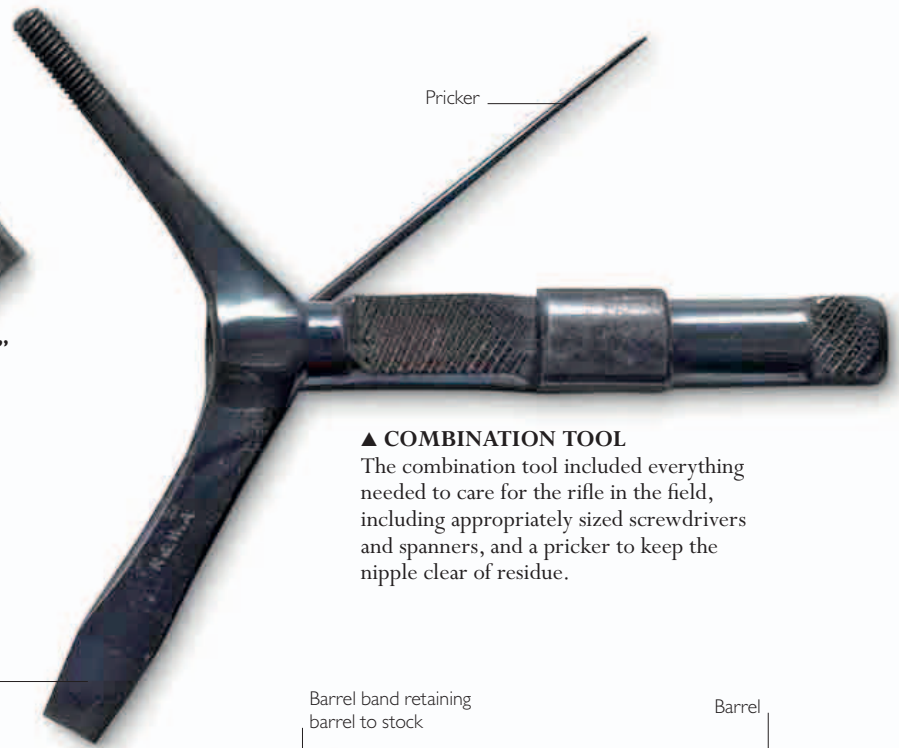 Pricker
”
▲ COMBINATION TOOL
The combination tool included everything
needed to care for the rifle in the field,
including appropriately sized screwdrivers
and spanners, and a pricker to keep the
nipple clear of residue.
Barrel band retaining
barrel to stock
Barrel